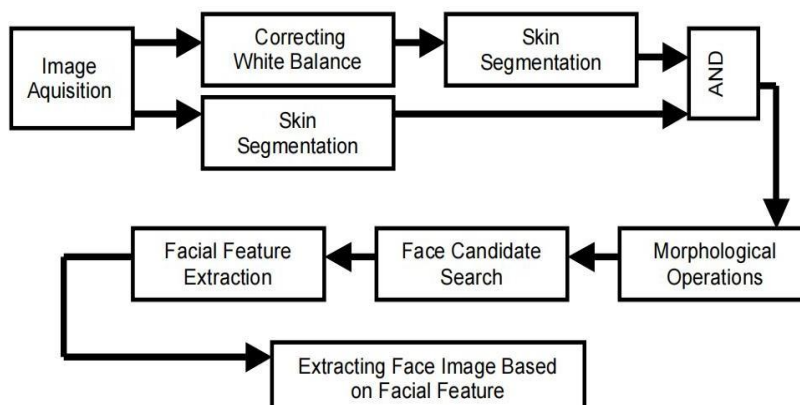 Image
Aquisition
Correcting
White Balance
Skin
Segmentation
AND
Skin
Segmentation
Facial Feature
Extraction
Face Candidate
Search
Morphological
Operations
Extracting Face Image Based
on Facial Feature